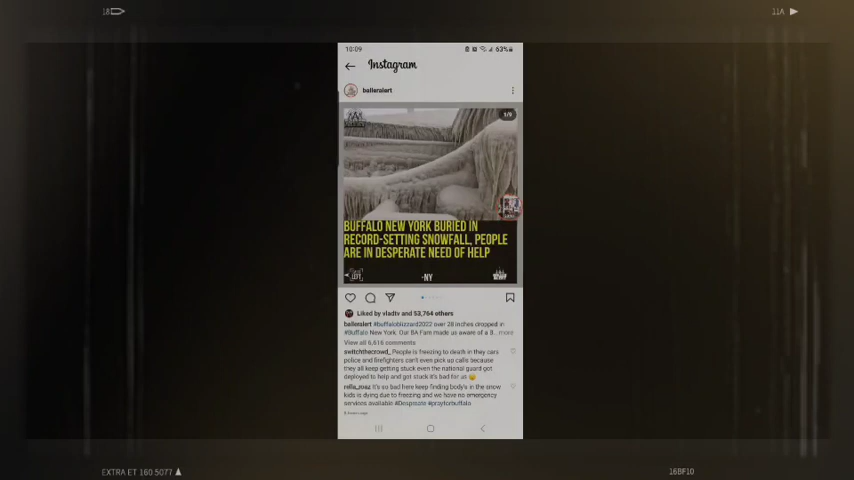 18
11A
10:09
63%
Instagram
balleralert
1/9
BUFFALO NEW YORK BURIED IN
RECORD-SETTING SNOWFALL, PEOPLE
ARE IN DESPERATE NEED OF HELP
-NY
Liked by vladtv and 53,764 others
balleralert #buffaloblizzard2022 over 28 inches dropped in
#Buffalo New York. Our BA Fare made us aware of a B... more
View all 6,616 comments
switchthecrowd_ People is freezing to death in they cars
police and firefighters can't even pick up calls because
they all keep getting stuck even the national guard got
deployed to help and got stuck it's bad for us
rella_roaz it's so bad here keep finding body's in the snow
kids is dying due to freezing and we have no emergency
services available #Desperate #prayforbuffalo
EXTRA ET 160 5077
16BF10